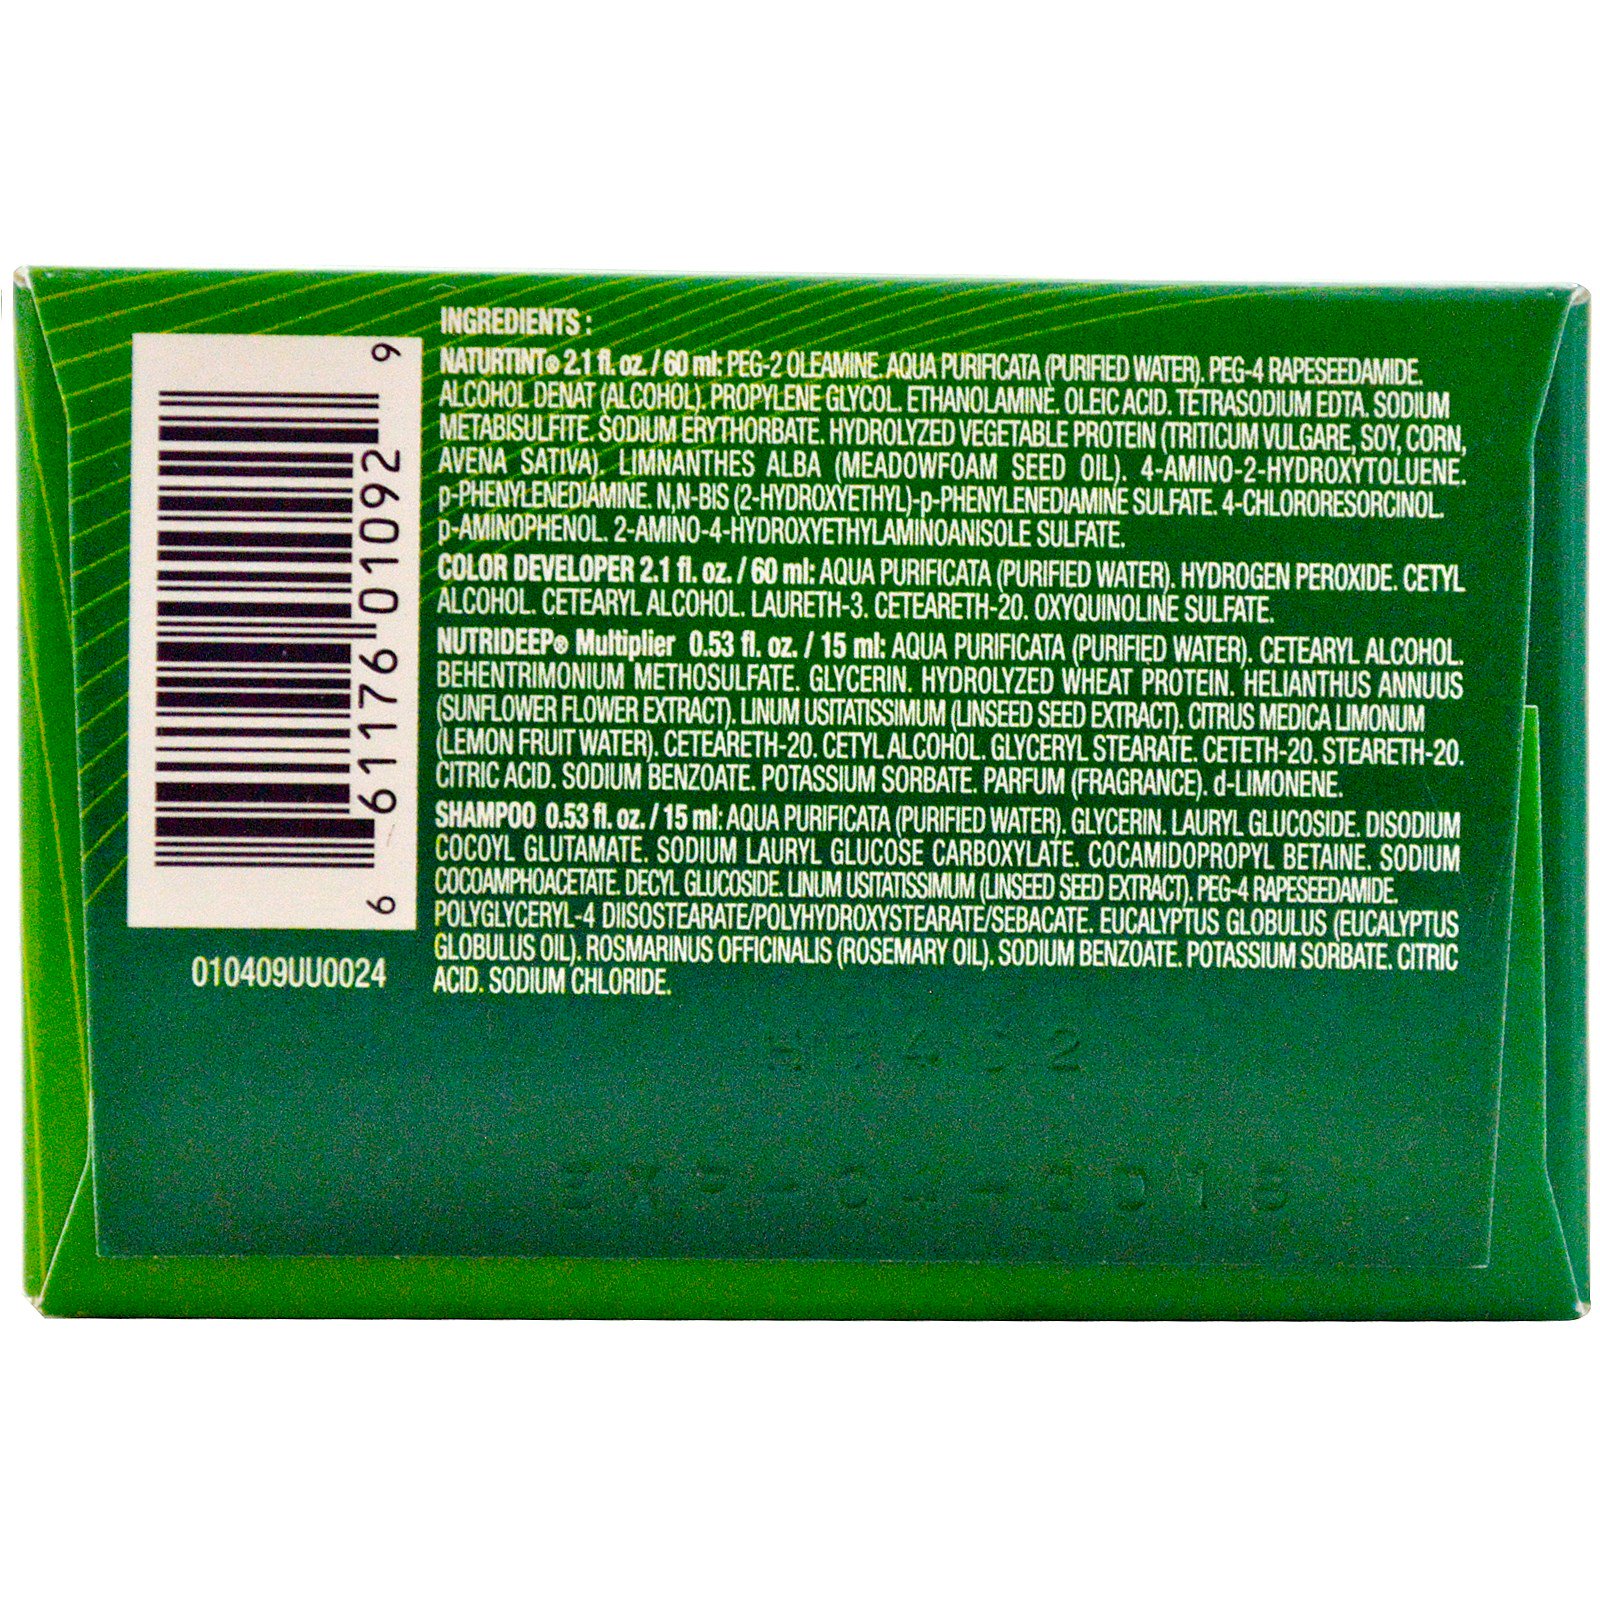 INGREDIENTS :
NATURTINT® 2.1 fl. oz. / 60 ml: PEG-2 OLEAMINE. AQUA PURIFICATA (PURIFIED WATER). PEG-4 RAPESEEDAMIDE.
ALCOHOL DENAT (ALCOHOL). PROPYLENE GLYCOL. ETHANOLAMINE. OLEIC ACID. TETRASODIUM EDTA. SODIUM
METABISULFITE. SODIUM ERYTHORBATE. HYDROLYZED VEGETABLE PROTEIN (TRITICUM VULGARE, SOY, CORN,
AVENA SATIVA). LIMNANTHES ALBA (MEADOWFOAM SEED OIL). 4-AMINO-2-HYDROXYTOLUENE.
p-PHENYLENEDIAMINE. N,N-BIS (2-HYDROXYETHYL)-p-PHENYLENEDIAMINE SULFATE. 4-CHLORORESORCINOL.
p-AMINOPHENOL. 2-AMINO-4-HYDROXYETHYLAMINOANISOLE SULFATE.
COLOR DEVELOPER 2.1 fl. oz. / 60 ml: AQUA PURIFICATA (PURIFIED WATER). HYDROGEN PEROXIDE. CETYL
ALCOHOL. CETEARYL ALCOHOL. LAURETH-3. CETEARETH-20. OXYQUINOLINE SULFATE.
NUTRIDEEP® Multiplier 0.53 fl. oz. / 15 ml: AQUA PURIFICATA (PURIFIED WATER). CETEARYL ALCOHOL.
BEHENTRIMONIUM METHOSULFATE. GLYCERIN. HYDROLYZED WHEAT PROTEIN. HELIANTHUS ANNUUS
(SUNFLOWER FLOWER EXTRACT). LINUM USITATISSIMUM (LINSEED SEED EXTRACT). CITRUS MEDICA LIMONUM
(LEMON FRUIT WATER). CETEARETH-20. CETYL ALCOHOL. GLYCERYL STEARATE. CETETH-20. STEARETH-20.
CITRIC ACID. SODIUM BENZOATE. POTASSIUM SORBATE. PARFUM (FRAGRANCE). d-LIMONENE.
SHAMPOO 0.53 fl. oz. / 15 ml: AQUA PURIFICATA (PURIFIED WATER). GLYCERIN. LAURYL GLUCOSIDE. DISODIUM
COCOYL GLUTAMATE. SODIUM LAURYL GLUCOSE CARBOXYLATE. COCAMIDOPROPYL BETAINE. SODIUM
COCOAMPHOACETATE. DECYL GLUCOSIDE. LINUM USITATISSIMUM (LINSEED SEED EXTRACT). PEG-4 RAPESEEDAMIDE.
POLYGLYCERYL-4 DIISOSTEARATE/POLYHYDROXYSTEARATE/SEBACATE. EUCALYPTUS GLOBULUS (EUCALYPTUS
GLOBULUS OIL). ROSMARINUS OFFICINALIS (ROSEMARY OIL). SODIUM BENZOATE. POTASSIUM SORBATE. CITRIC
ACID. SODIUM CHLORIDE.
6 61176 01092 9
010409UU0024
EXP-04-2018